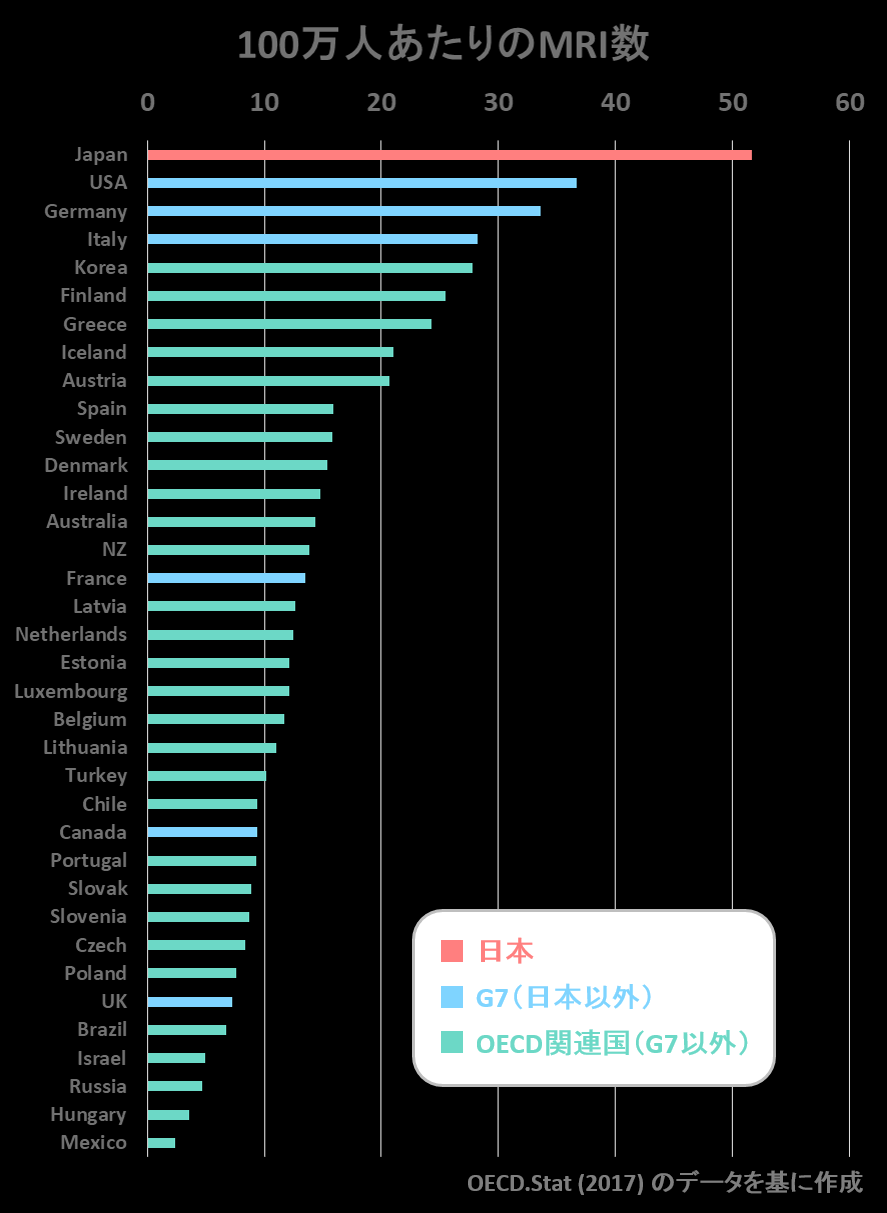 100万人あたりのMRI数
0 10 20 30 40 50 60
Japan
USA
Germany
Italy
Korea
Finland
Greece
Iceland
Austria
Spain
Sweden
Denmark
Ireland
Australia
NZ
France
Latvia
Netherlands
Estonia
Luxembourg
Belgium
Lithuania
Turkey
Chile
Canada
Portugal
Slovak
Slovenia
Czech
Poland
UK
Brazil
Israel
Russia
Hungary
Mexico
日本
G7（日本以外）
OECD関連国（G7以外）
OECD.Stat (2017) のデータを基に作成